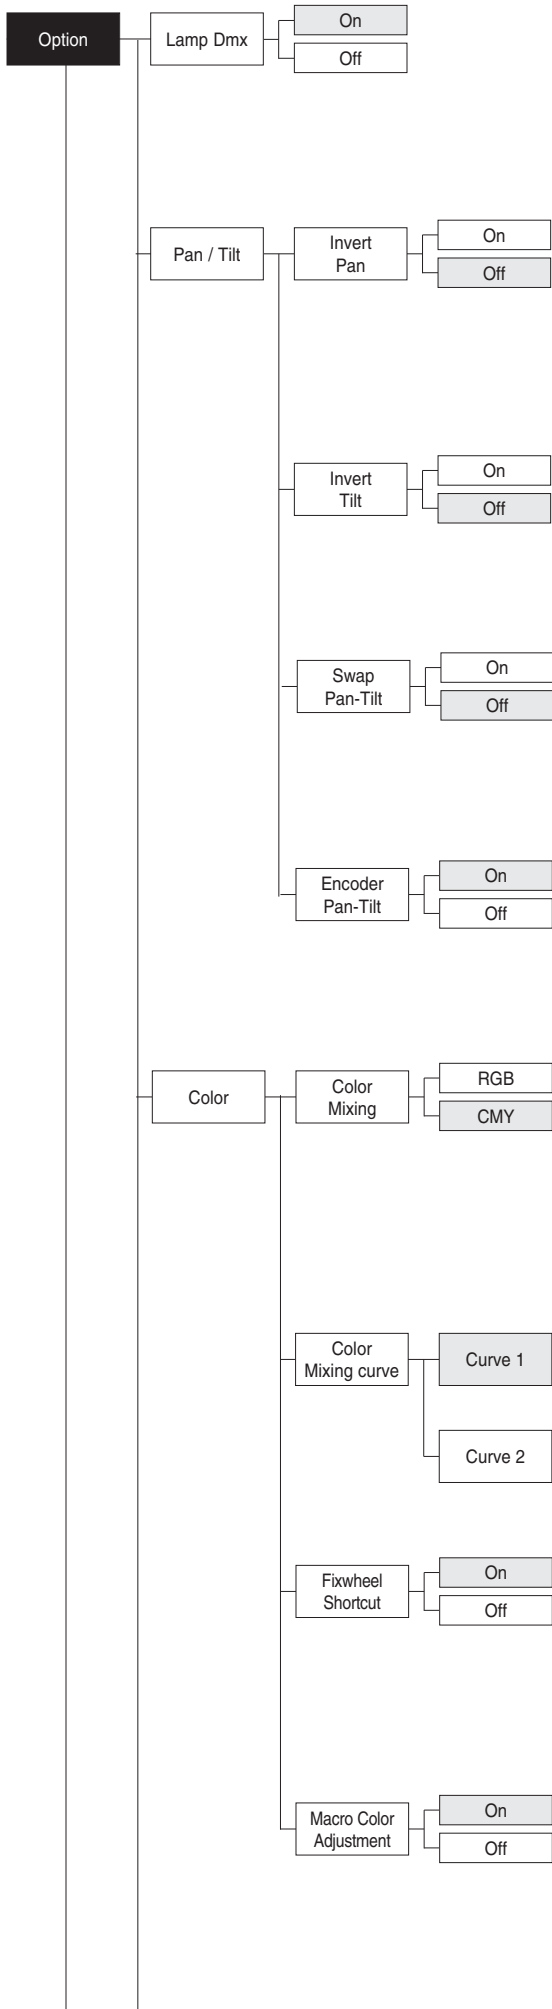 Option
Lamp Dmx
On
Off
Pan / Tilt
Invert
Pan
On
Off
Invert
Tilt
On
Off
Swap
Pan-Tilt
On
Off
Encoder
Pan-Tilt
On
Off
Color
Color
Mixing
RGB
CMY
Color
Mixing curve
Curve 1
Curve 2
Fixwheel
Shortcut
On
Off
Macro Color
Adjustment
On
Off